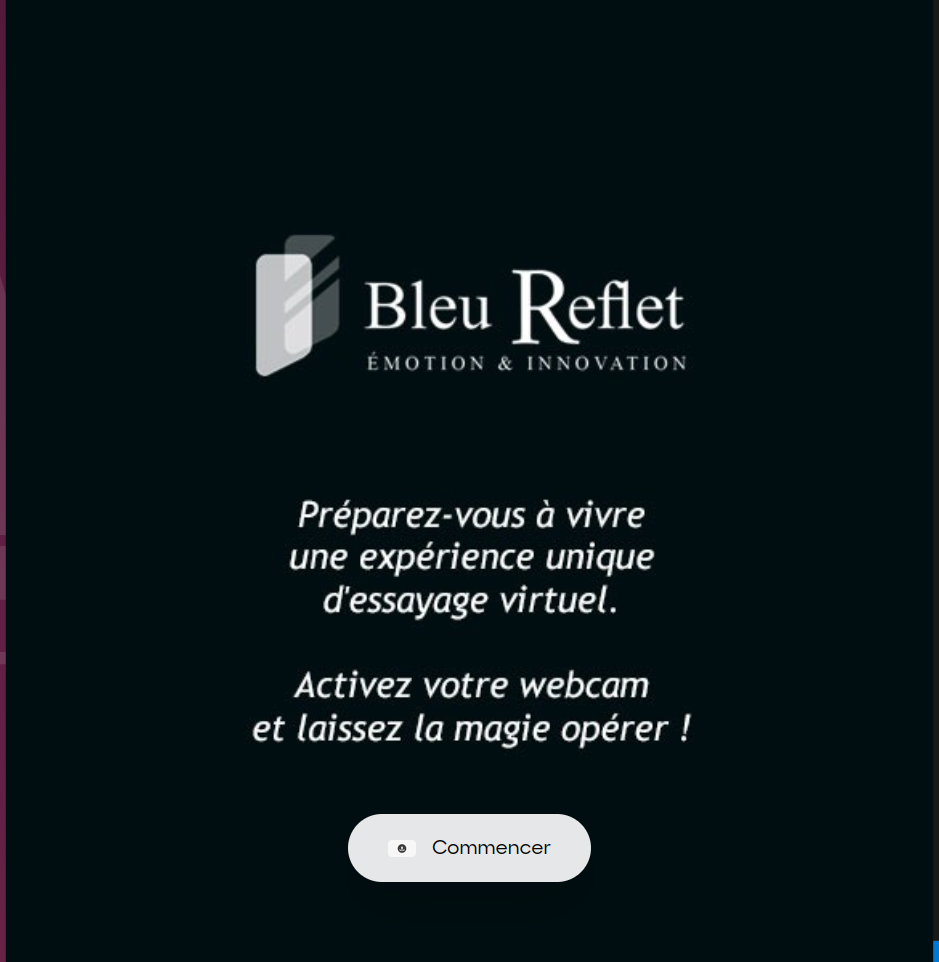 Bleu Reflet
ÉMOTION & INNOVATION
Préparez-vous à vivre
une expérience unique
d'essayage virtuel.
Activez votre webcam
et laissez la magie opérer !
Commencer